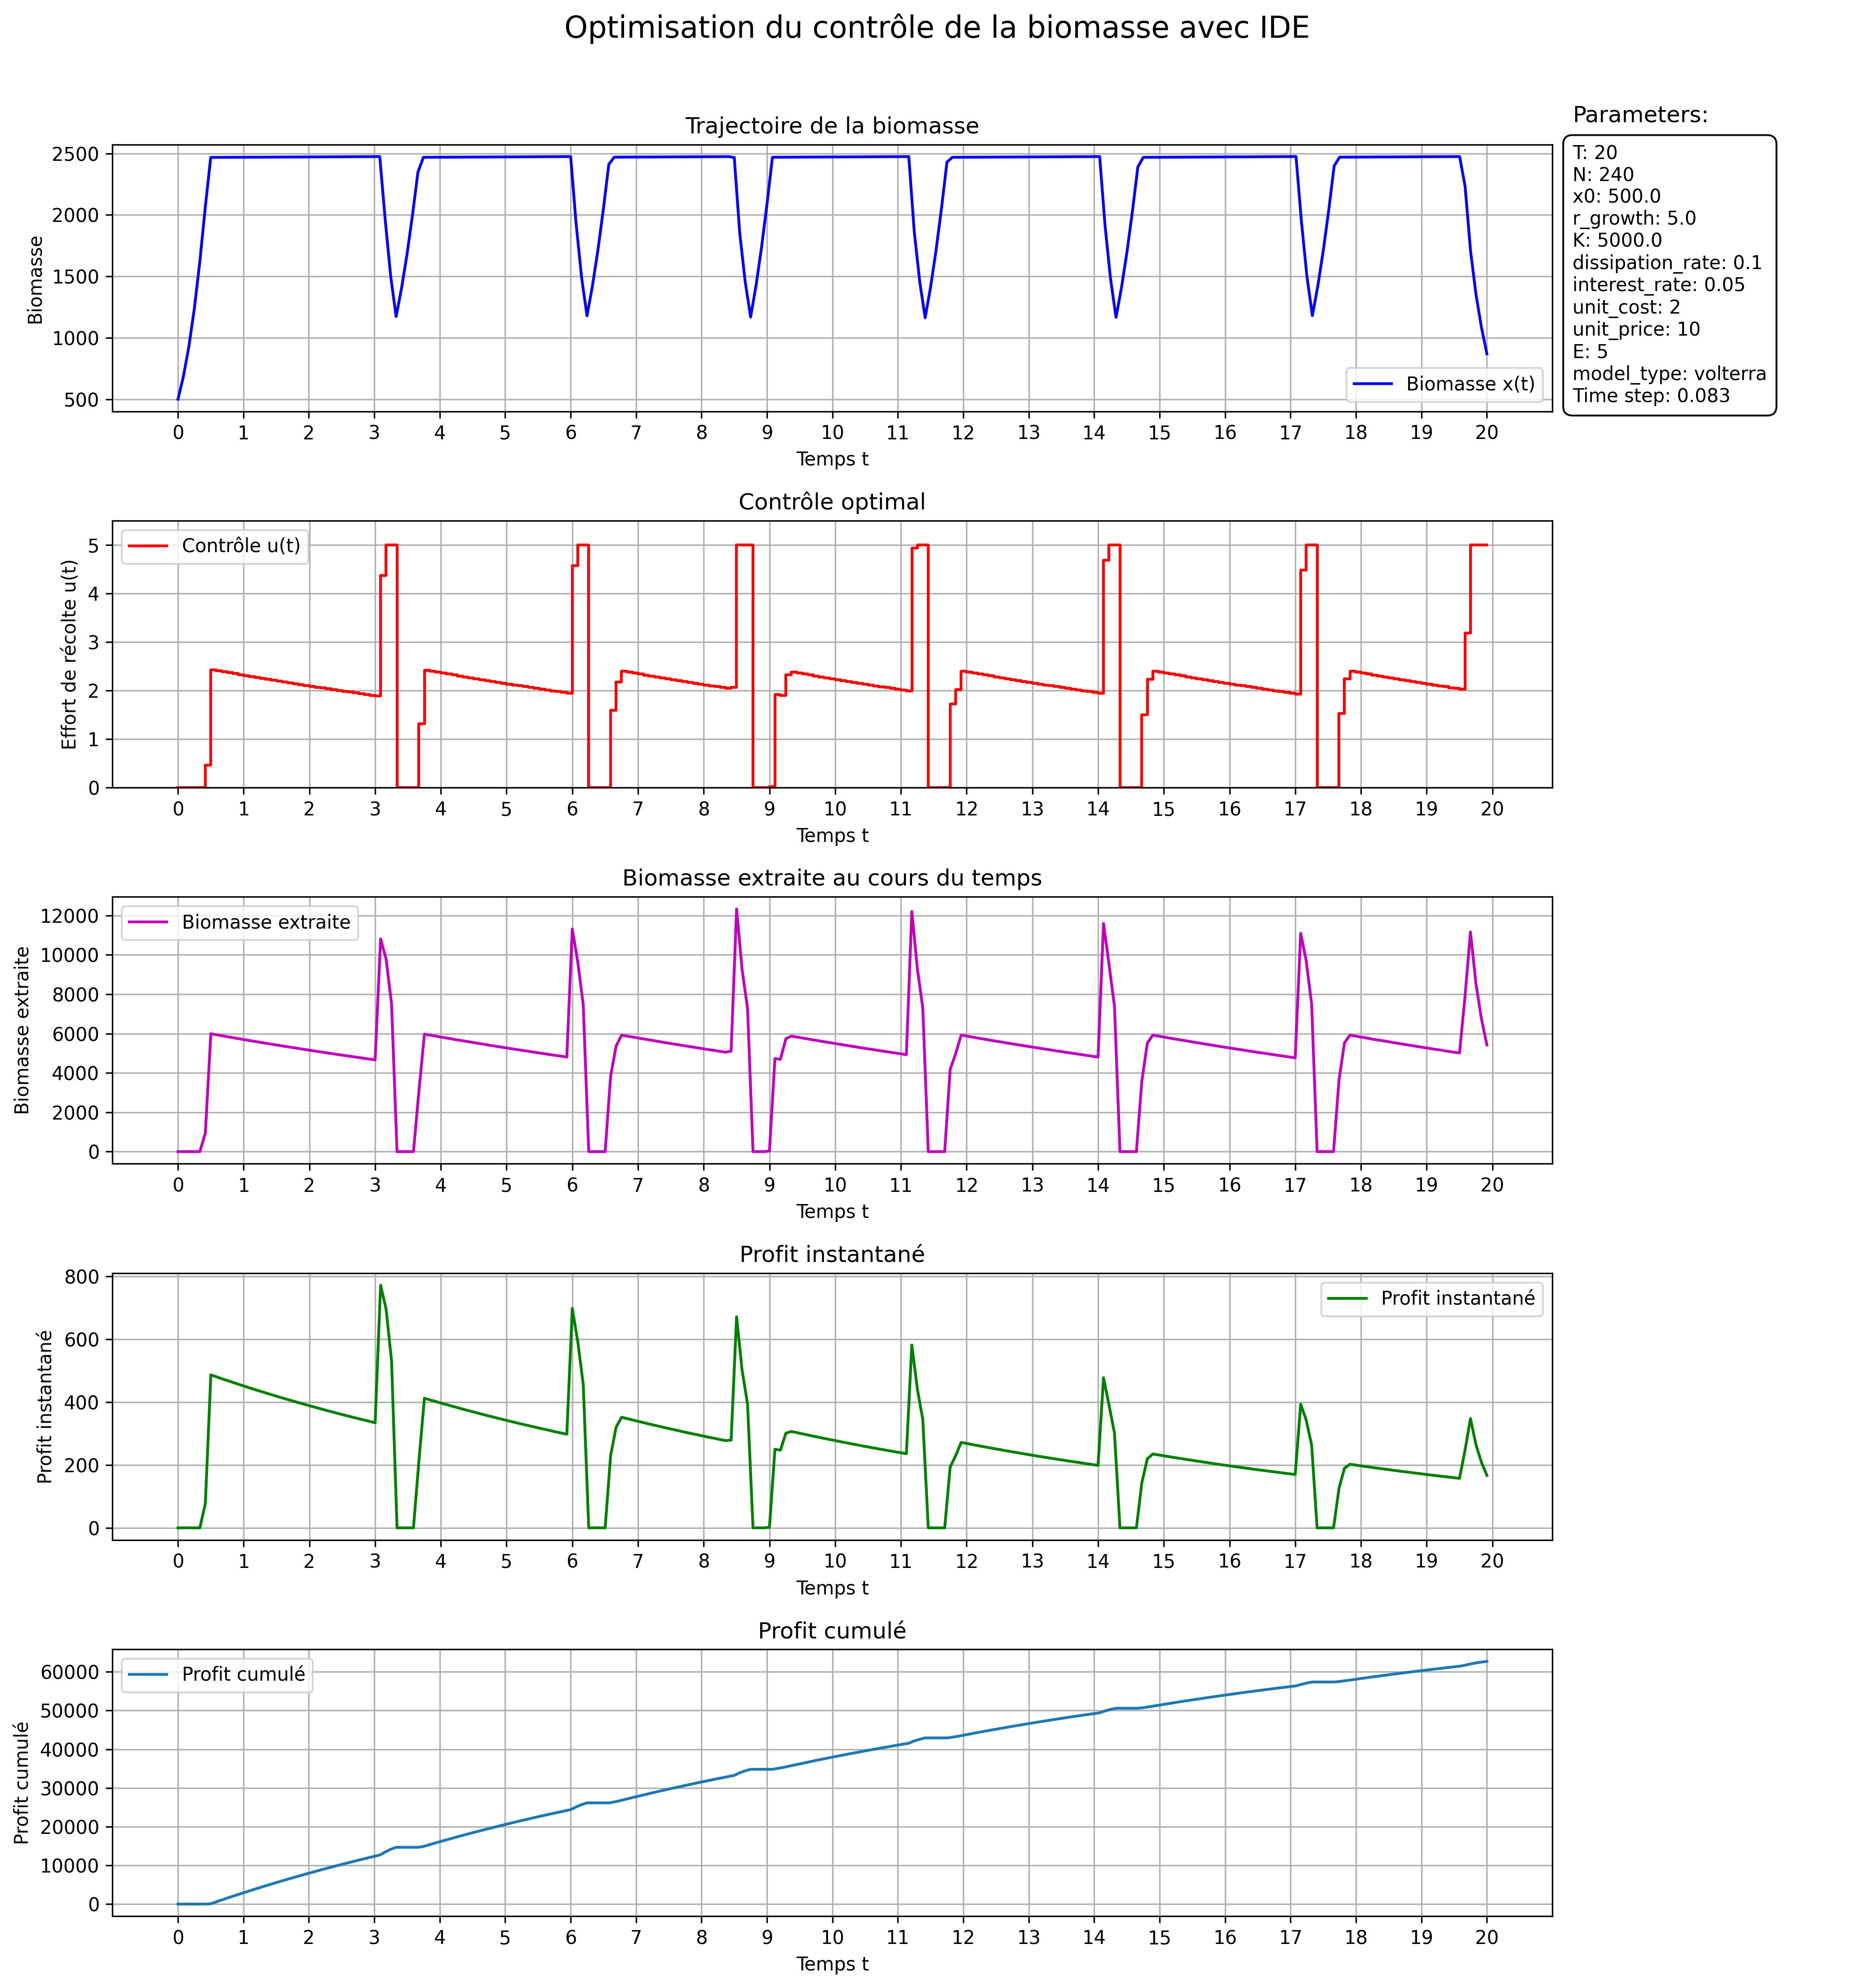 Optimisation du contrôle de la biomasse avec IDE
Trajectoire de la biomasse
2500
2000
1500
1000
500
Biomasse
Biomasse x(t)
0 1 2 3 4 5 6 7 8 9 10 11 12 13 14 15 16 17 18 19 20
Temps t
Parameters:
T: 20
N: 240
x0: 500.0
r_growth: 5.0
K: 5000.0
dissipation_rate: 0.1
interest_rate: 0.05
unit_cost: 2
unit_price: 10
E: 5
model_type: volterra
Time step: 0.083
Contrôle optimal
Contrôle u(t)
5
4
3
2
1
0
Effort de récolte u(t)
0 1 2 3 4 5 6 7 8 9 10 11 12 13 14 15 16 17 18 19 20
Temps t
Biomasse extraite au cours du temps
Biomasse extraite
12000
10000
8000
6000
4000
2000
0
Biomasse extraite
0 1 2 3 4 5 6 7 8 9 10 11 12 13 14 15 16 17 18 19 20
Temps t
Profit instantané
Profit instantané
800
600
400
200
0
Profit instantané
0 1 2 3 4 5 6 7 8 9 10 11 12 13 14 15 16 17 18 19 20
Temps t
Profit cumulé
Profit cumulé
60000
50000
40000
30000
20000
10000
0
Profit cumulé
0 1 2 3 4 5 6 7 8 9 10 11 12 13 14 15 16 17 18 19 20
Temps t